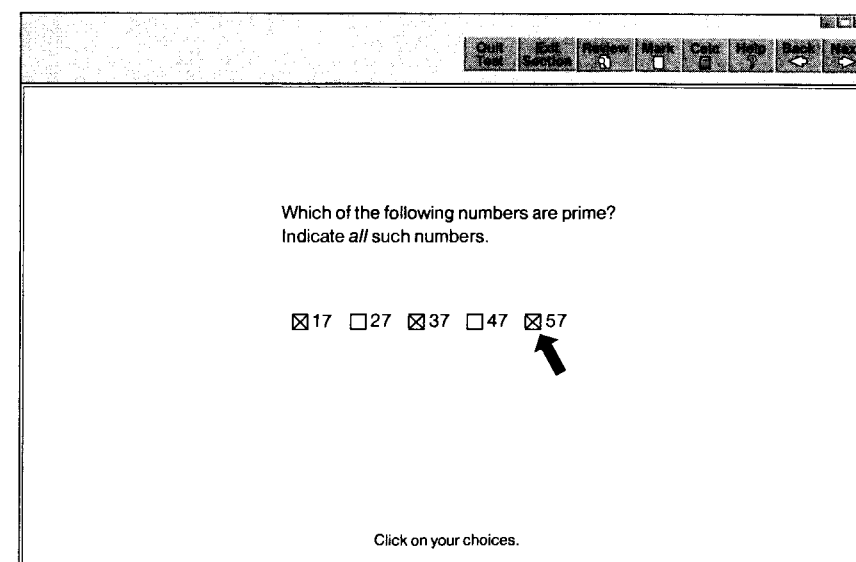 Quit Test Exit Section Review Mark Calc Help Back Next
Which of the following numbers are prime?
Indicate all such numbers.
17 27 37 47 57
Click on your choices.